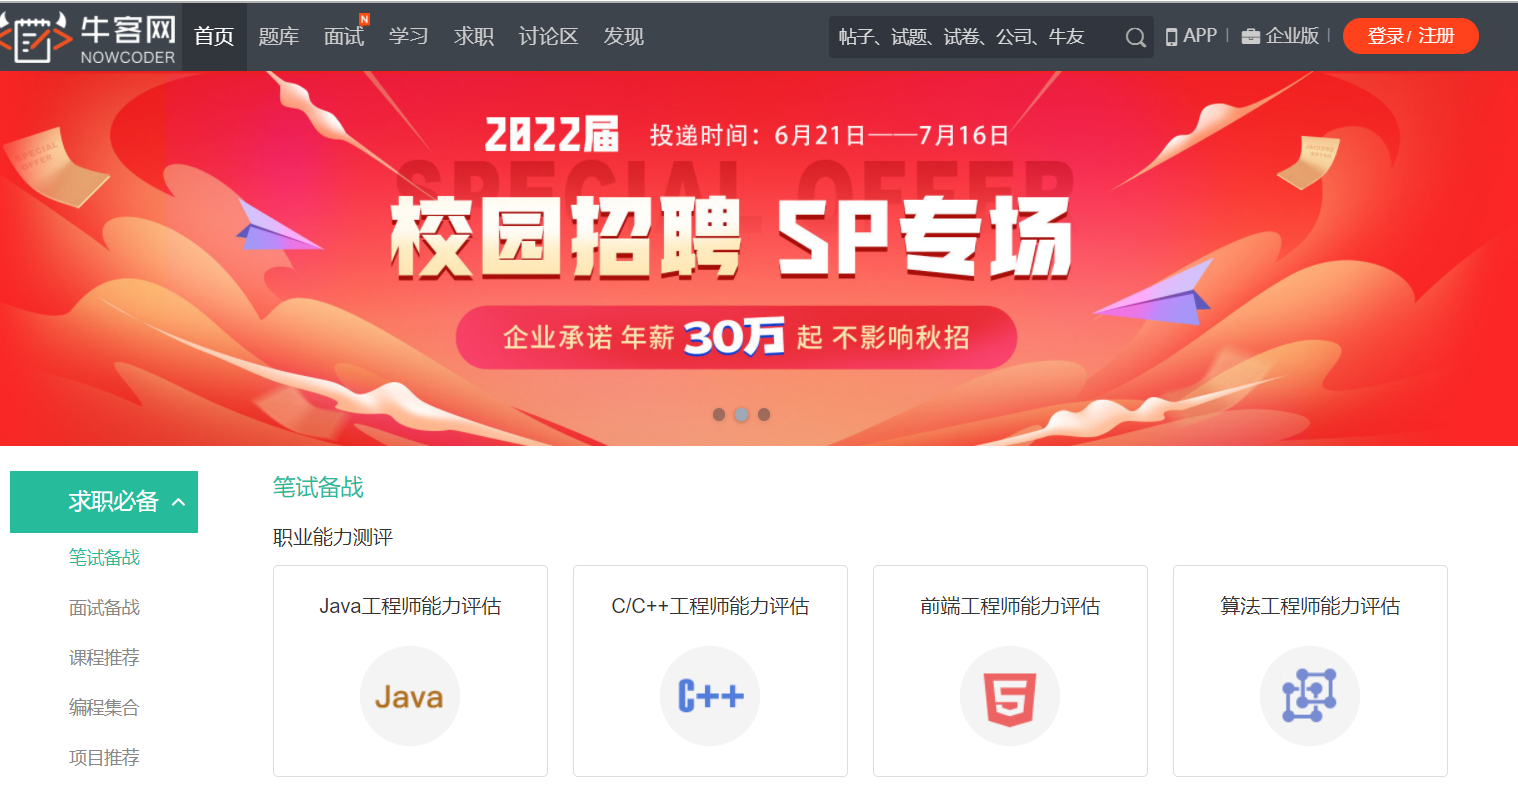 牛客网
NOWCODER
首页 题库 面试 N 学习 求职 讨论区 发现
帖子、试题、试卷、公司、牛友
APP
企业版
登录 / 注册
2022届 投递时间：6月21日——7月16日
SPECIAL OFFER
SPECIAL OFFER
校园招聘 SP专场
企业承诺 年薪 30万 起 不影响秋招
求职必备
笔试备战
面试备战
课程推荐
编程集合
项目推荐
笔试备战
职业能力测评
Java工程师能力评估
C/C++工程师能力评估
前端工程师能力评估
算法工程师能力评估
Java
C++
5